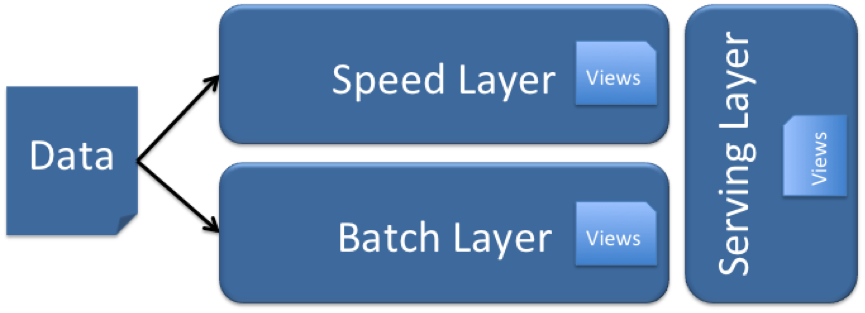 Data
Speed Layer
Views
Batch Layer
Views
Serving Layer
Views